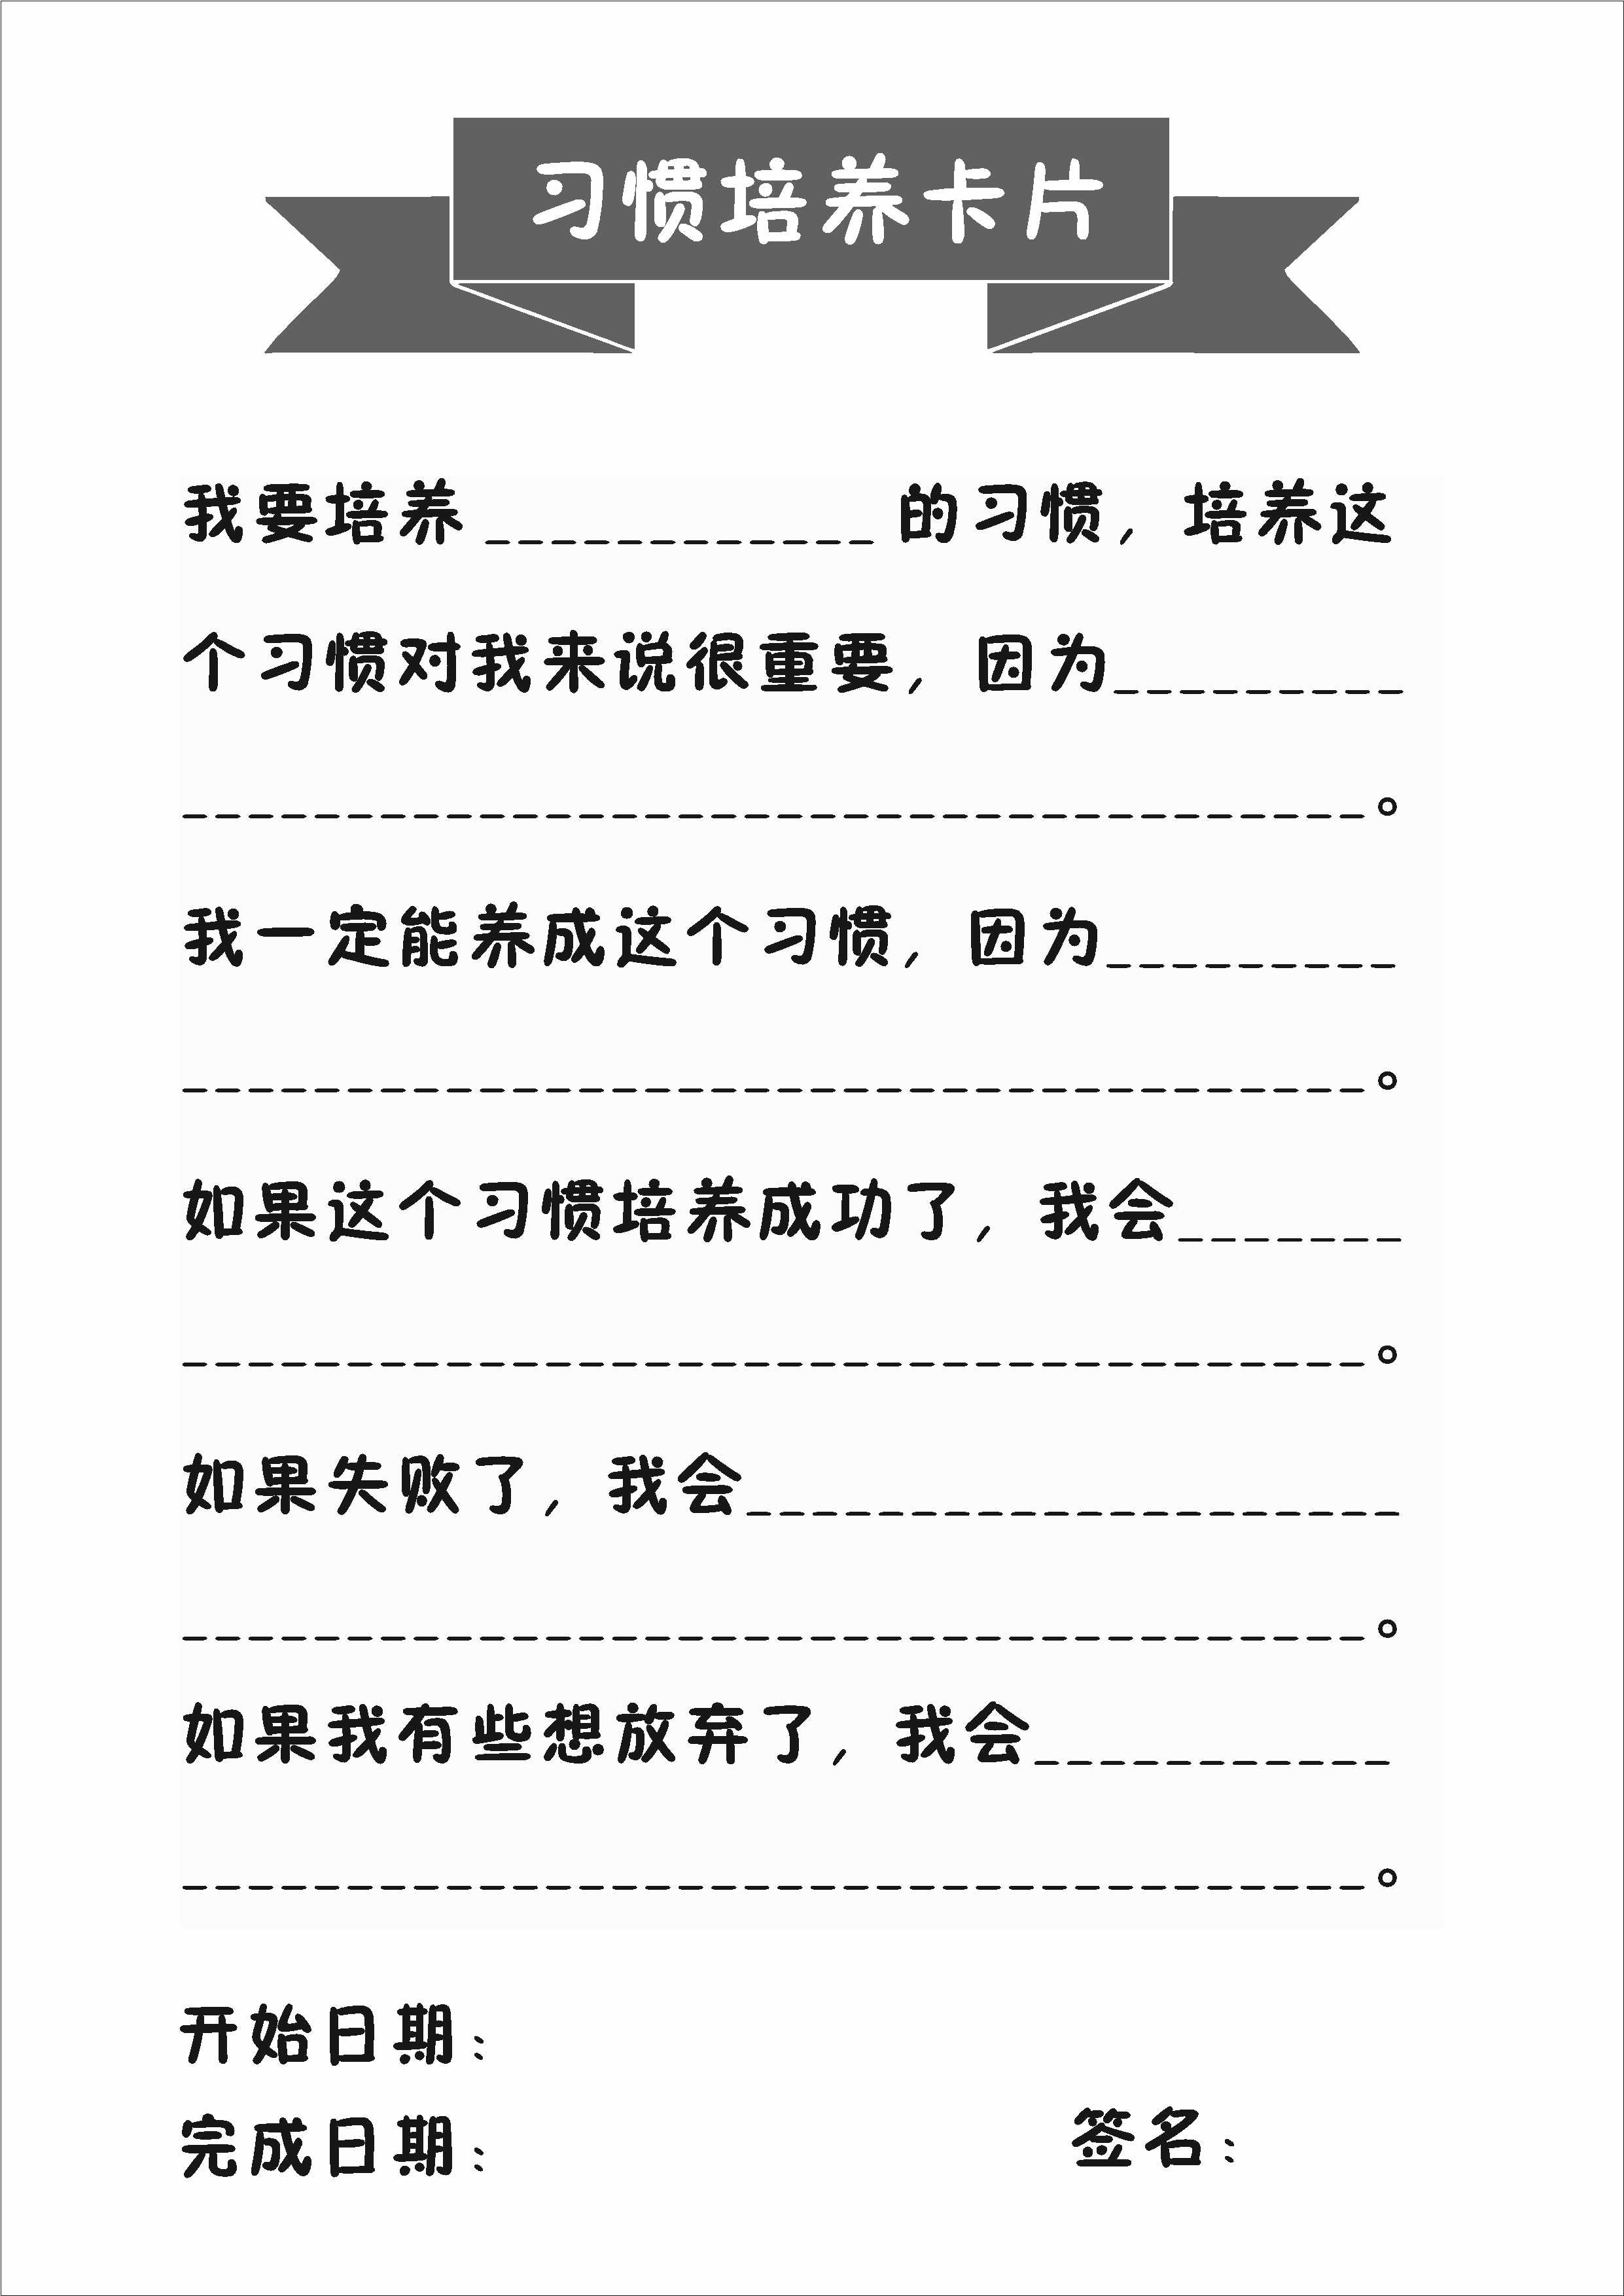 习惯培养卡片
我要培养 ____________ 的习惯，培养这
个习惯对我来说很重要，因为_________
____________________________________。
我一定能养成这个习惯，因为_________
____________________________________。
如果这个习惯培养成功了，我会_______
____________________________________。
如果失败了，我会____________________
____________________________________。
如果我有些想放弃了，我会___________
____________________________________。
开始日期：
完成日期：
签名：